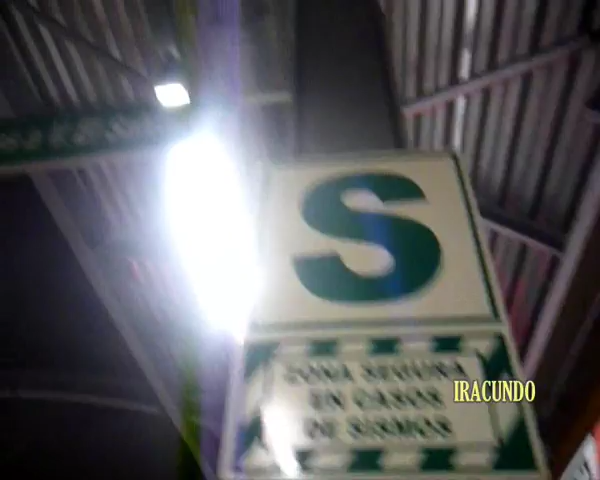 S
ZONA SEGURA
EN CASOS
DE SISMOS
IRACUNDO